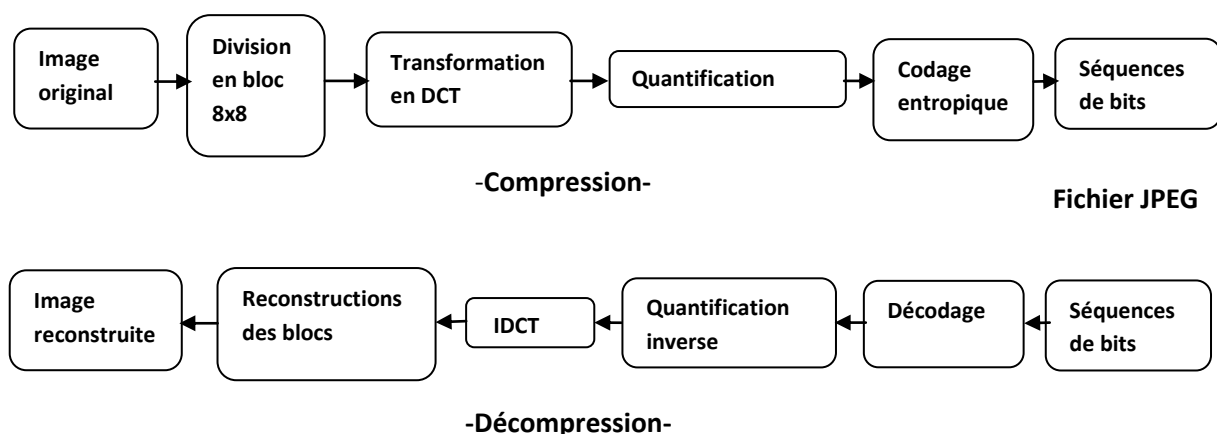 Image
original
Division
en bloc
8x8
Transformation
en DCT
Quantification
Codage
entropique
Séquences
de bits
-Compression-
Fichier JPEG
Image
reconstruite
Reconstructions
des blocs
IDCT
Quantification
inverse
Décodage
Séquences
de bits
-Décompression-